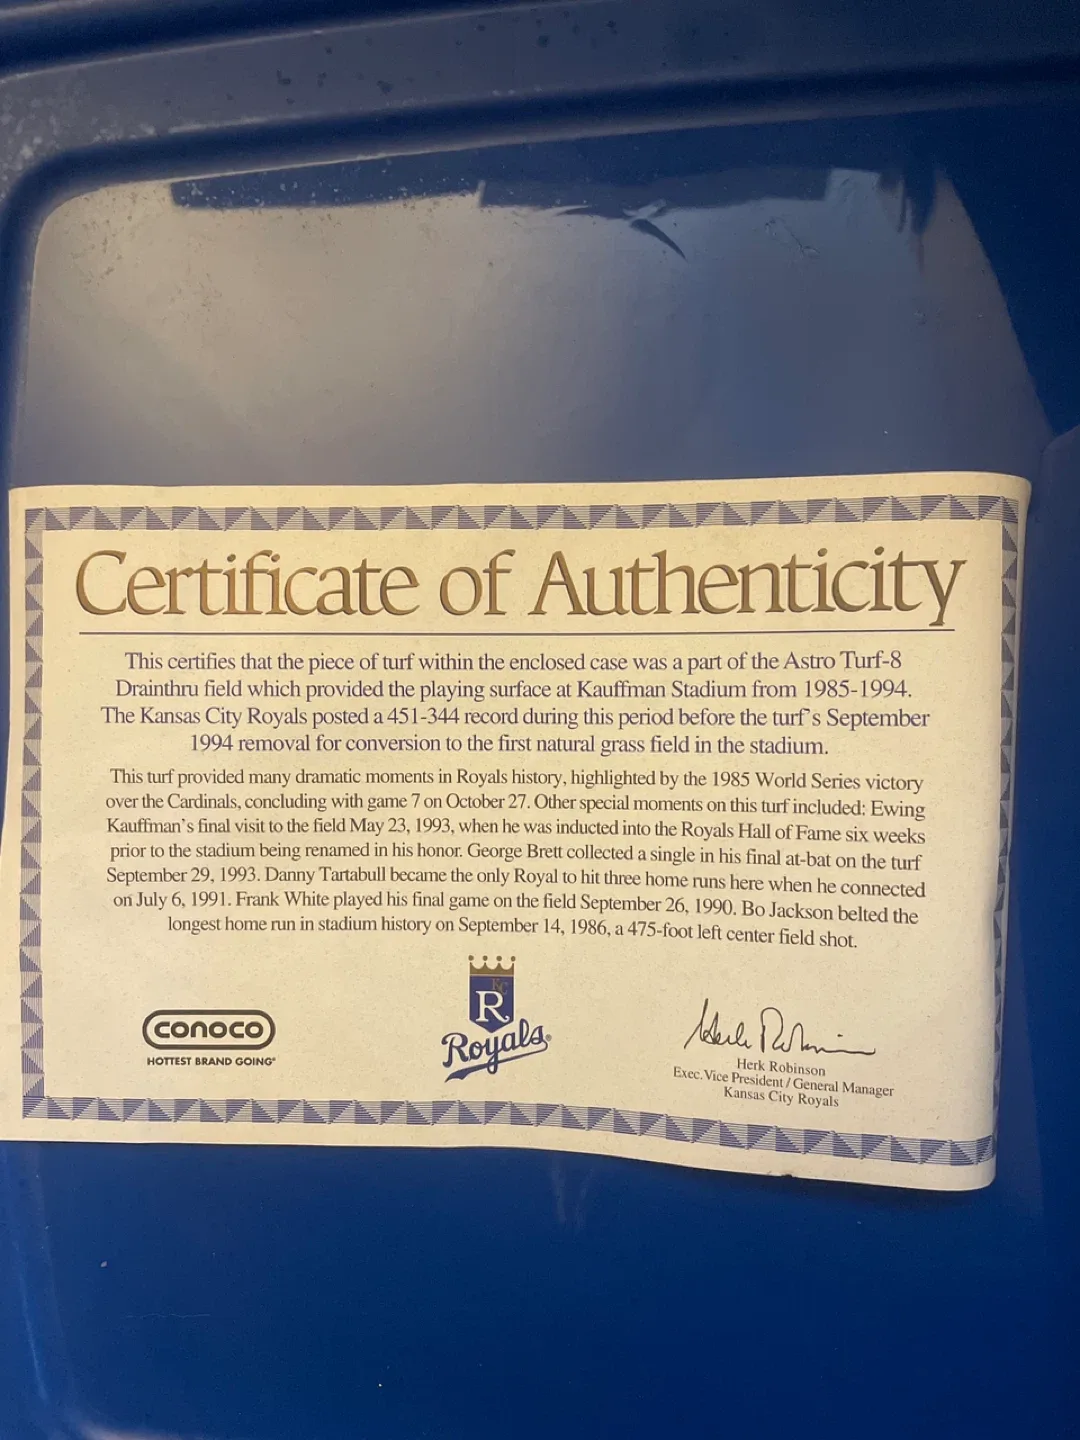 Certificate of Authenticity
This certifies that the piece of turf within the enclosed case was a part of the Astro Turf-8
Drainthru field which provided the playing surface at Kauffman Stadium from 1985-1994.
The Kansas City Royals posted a 451-344 record during this period before the turf's September
1994 removal for conversion to the first natural grass field in the stadium.
This turf provided many dramatic moments in Royals history, highlighted by the 1985 World Series victory
over the Cardinals, concluding with game 7 on October 27. Other special moments on this turf included: Ewing
Kauffman's final visit to the field May 23, 1993, when he was inducted into the Royals Hall of Fame six weeks
prior to the stadium being renamed in his honor. George Brett collected a single in his final at-bat on the turf
September 29, 1993. Danny Tartabull became the only Royal to hit three home runs here when he connected
on July 6, 1991. Frank White played his final game on the field September 26, 1990. Bo Jackson belted the
longest home run in stadium history on September 14, 1986, a 475-foot left center field shot.
conoco
HOTTEST BRAND GOING®
KC
R
Royals®
Herk Robinson
Herk Robinson
Exec. Vice President / General Manager
Kansas City Royals